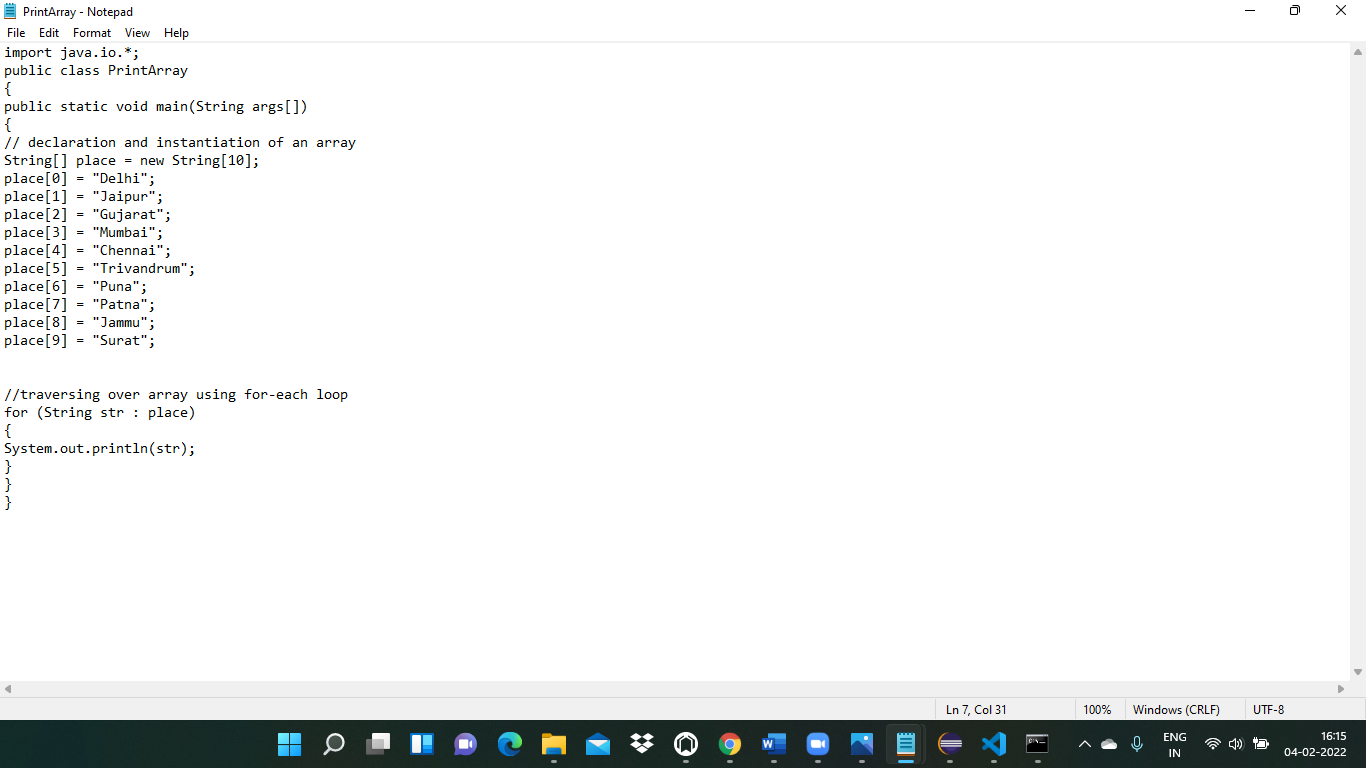 PrintArray - Notepad
File Edit Format View Help
import java.io.*;
public class PrintArray
{
public static void main(String args[])
{
// declaration and instantiation of an array
String[] place = new String[10];
place[0] = "Delhi";
place[1] = "Jaipur";
place[2] = "Gujarat";
place[3] = "Mumbai";
place[4] = "Chennai";
place[5] = "Trivandrum";
place[6] = "Puna";
place[7] = "Patna";
place[8] = "Jammu";
place[9] = "Surat";
//traversing over array using for-each loop
for (String str : place)
{
System.out.println(str);
}
}
}
Ln 7, Col 31 100% Windows (CRLF) UTF-8
ENG
IN
16:15
04-02-2022